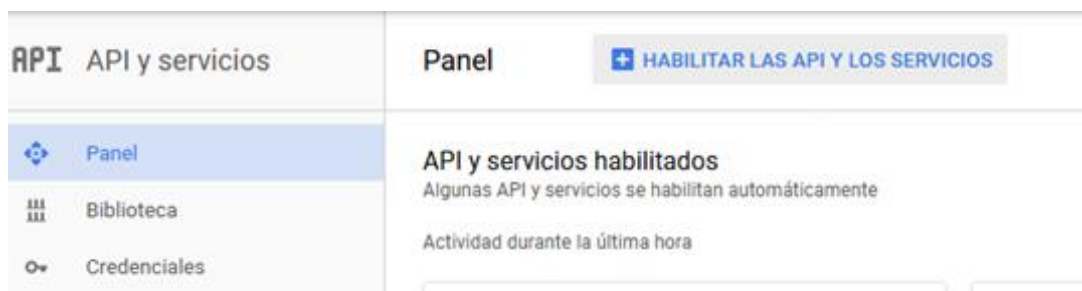 API API y servicios
Panel
HABILITAR LAS API Y LOS SERVICIOS
Panel
Biblioteca
Credenciales
API y servicios habilitados
Algunas API y servicios se habilitan automáticamente
Actividad durante la última hora